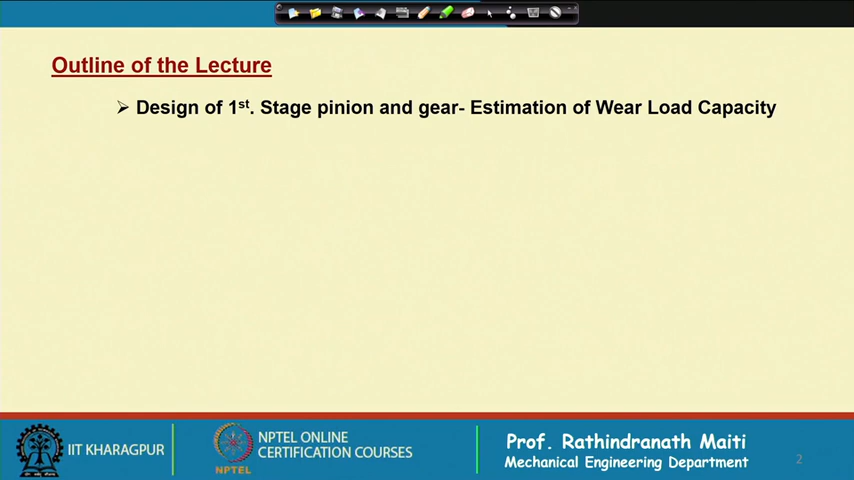 Outline of the Lecture
➢ Design of 1st. Stage pinion and gear- Estimation of Wear Load Capacity
IIT KHARAGPUR
NPTEL
NPTEL ONLINE
CERTIFICATION COURSES
Prof. Rathindranath Maiti
Mechanical Engineering Department
2